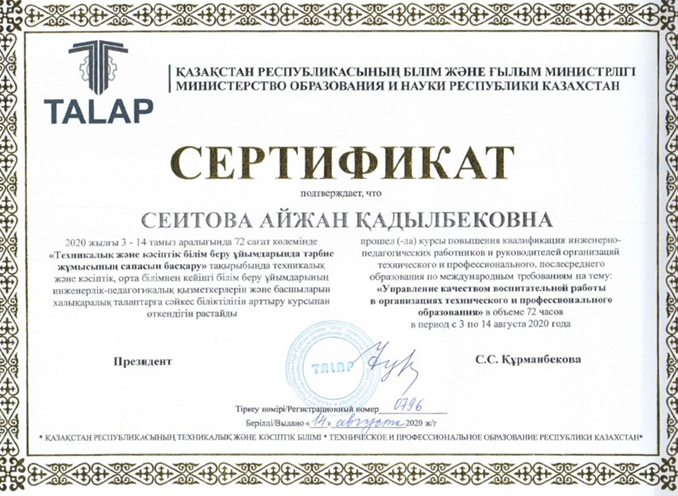 TALAP
ҚАЗАҚСТАН РЕСПУБЛИКАСЫНЫҢ БІЛІМ ЖӘНЕ ҒЫЛЫМ МИНИСТРЛІГІ
МИНИСТЕРСТВО ОБРАЗОВАНИЯ И НАУКИ РЕСПУБЛИКИ КАЗАХСТАН
СЕРТИФИКАТ
подтверждает, что
СЕИТОВА АЙЖАН ҚАДЫЛБЕКОВНА
2020 жылғы 3 - 14 тамыз аралығында 72 сағат көлемінде
«Техникалық және кәсіптік білім беру ұйымдарында тәрбие
жұмысының сапасын басқару» тақырыбында техникалық
және кәсіптік, орта білімнен кейінгі білім беру ұйымдарының
инженерлік-педагогикалық қызметкерлерін және басшыларын
халықаралық талаптарға сәйкес біліктілігін арттыру курсынан
өткендігін растайды
прошел (-ла) курсы повышения квалификации инженерно-
педагогических работников и руководителей организаций
технического и профессионального, послесреднего
образования по международным требованиям на тему:
«Управление качеством воспитательной работы
в организациях технического и профессионального
образования» в объеме 72 часов
в период с 3 по 14 августа 2020 года
Президент
TALAP
С.С. Құрманбекова
Тіркеу нөмірі/Регистрационный номер 0796
Берілді/Выдано «14» августа 2020 ж/г
* ҚАЗАҚСТАН РЕСПУБЛИКАСЫНЫҢ ТЕХНИКАЛЫҚ ЖӘНЕ КӘСІПТІК БІЛІМІ * ТЕХНИЧЕСКОЕ И ПРОФЕССИОНАЛЬНОЕ ОБРАЗОВАНИЕ РЕСПУБЛИКИ КАЗАХСТАН*